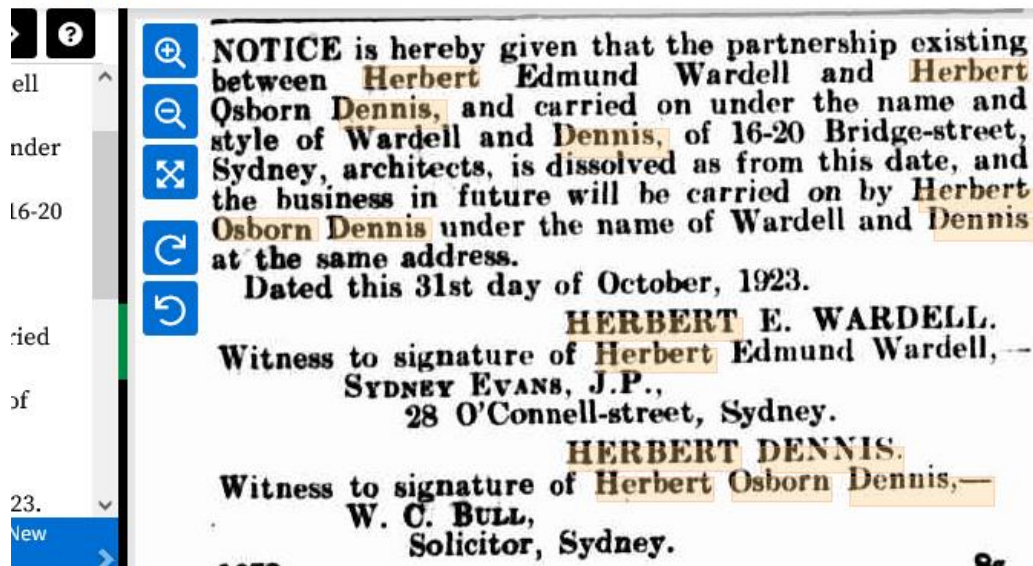 ell
nder
16-20
ried
of
23.
New
?
NOTICE is hereby given that the partnership existing
between Herbert Edmund Wardell and Herbert
Osborn Dennis, and carried on under the name and
style of Wardell and Dennis, of 16-20 Bridge-street,
Sydney, architects, is dissolved as from this date, and
the business in future will be carried on by Herbert
Osborn Dennis under the name of Wardell and Dennis
at the same address.
Dated this 31st day of October, 1923.
HERBERT E. WARDELL.
Witness to signature of Herbert Edmund Wardell,—
SYDNEY EVANS, J.P.,
28 O'Connell-street, Sydney.
HERBERT DENNIS.
Witness to signature of Herbert Osborn Dennis,—
W. C. BULL,
Solicitor, Sydney.